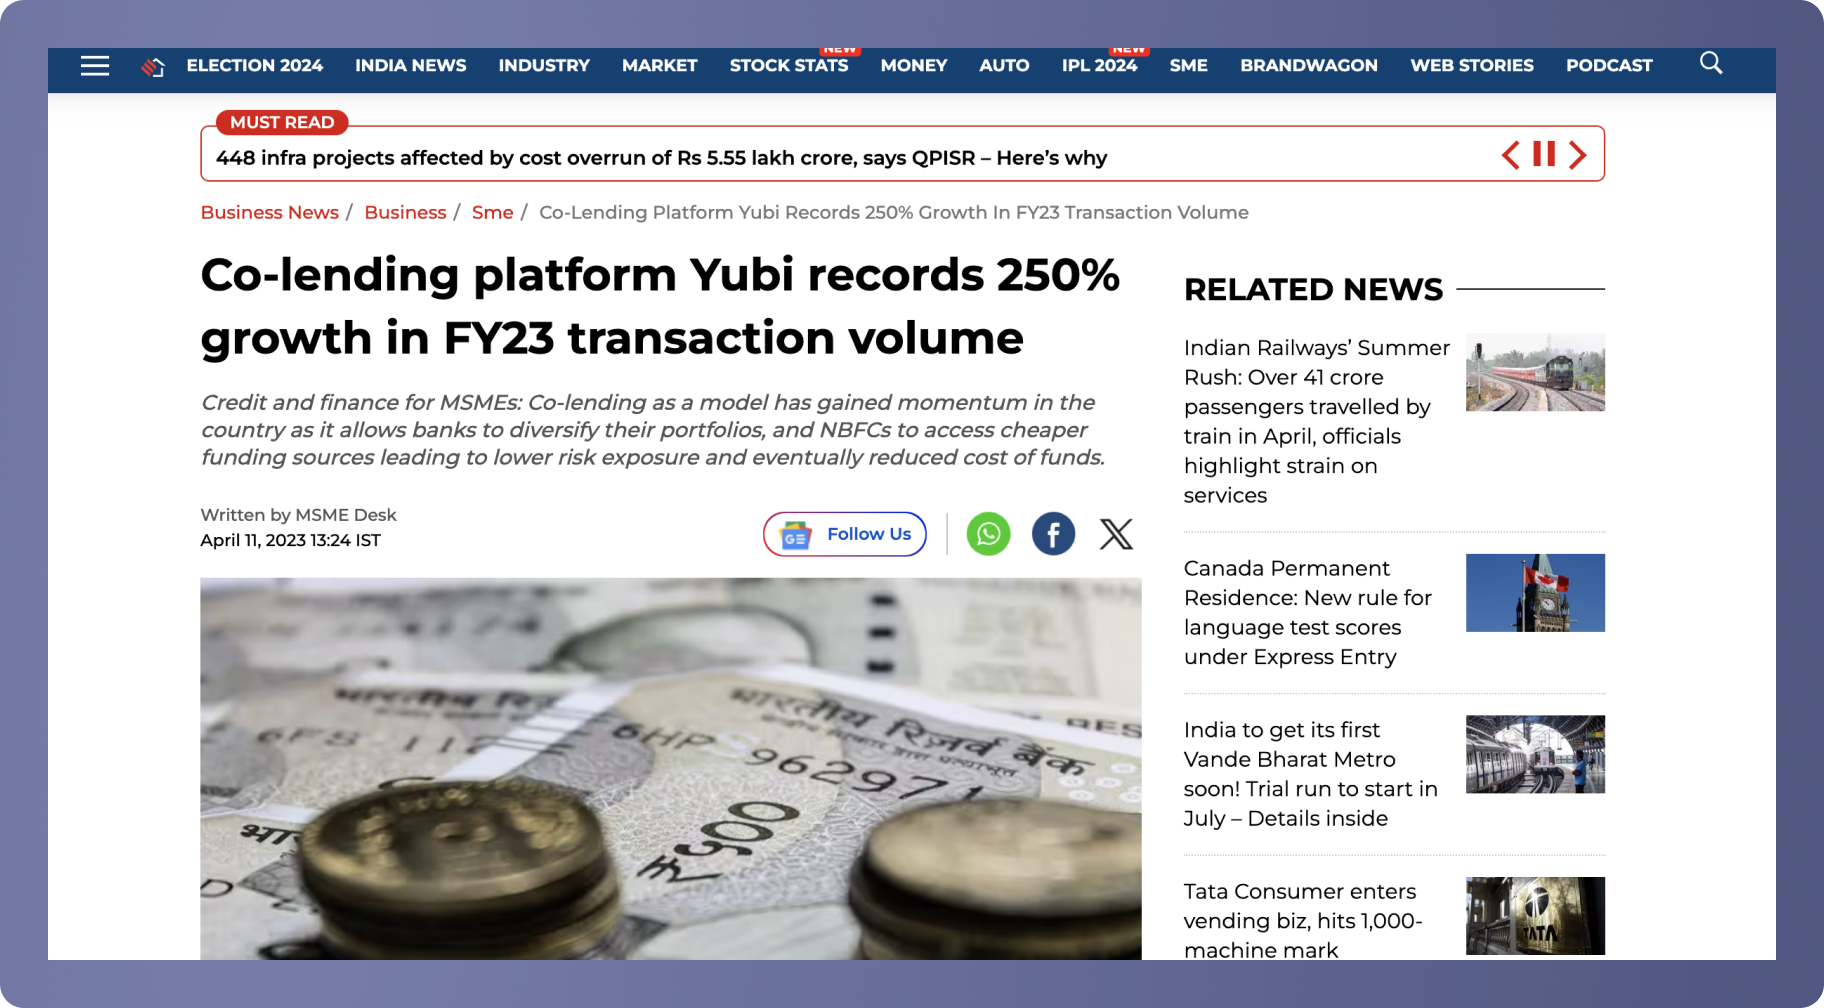 NEW NEW
ELECTION 2024 INDIA NEWS INDUSTRY MARKET STOCK STATS MONEY AUTO IPL 2024 SME BRANDWAGON WEB STORIES PODCAST
MUST READ
448 infra projects affected by cost overrun of Rs 5.55 lakh crore, says QPISR – Here’s why
Business News / Business / Sme / Co-Lending Platform Yubi Records 250% Growth In FY23 Transaction Volume
Co-lending platform Yubi records 250%
growth in FY23 transaction volume
Credit and finance for MSMEs: Co-lending as a model has gained momentum in the
country as it allows banks to diversify their portfolios, and NBFCs to access cheaper
funding sources leading to lower risk exposure and eventually reduced cost of funds.
Written by MSME Desk
April 11, 2023 13:24 IST
GE Follow Us
भारतीय रिज़र्व बैंक
6HP 962971
₹500
RELATED NEWS
Indian Railways’ Summer
Rush: Over 41 crore
passengers travelled by
train in April, officials
highlight strain on
services
Canada Permanent
Residence: New rule for
language test scores
under Express Entry
India to get its first
Vande Bharat Metro
soon! Trial run to start in
July – Details inside
Tata Consumer enters
vending biz, hits 1,000-
machine mark
TATA